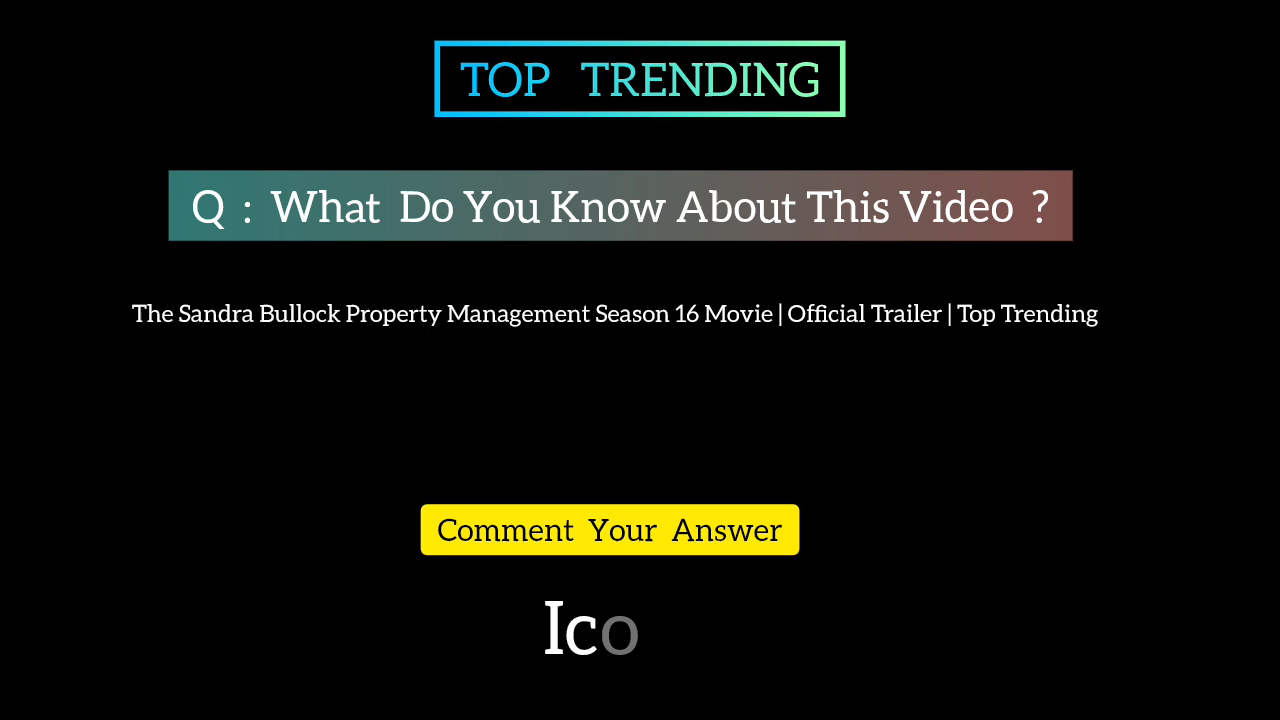 TOP TRENDING
Q : What Do You Know About This Video ?
The Sandra Bullock Property Management Season 16 Movie | Official Trailer | Top Trending
Comment Your Answer
Ico